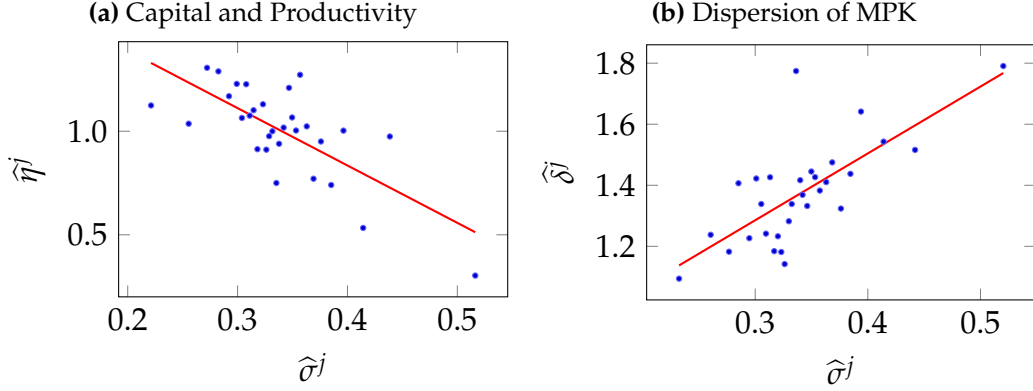 (a) Capital and Productivity
1.0
0.5
η̂ʲ
0.2 0.3 0.4 0.5
σ̂ʲ
(b) Dispersion of MPK
1.8
1.6
1.4
1.2
δ̂ʲ
0.3 0.4 0.5
σ̂ʲ